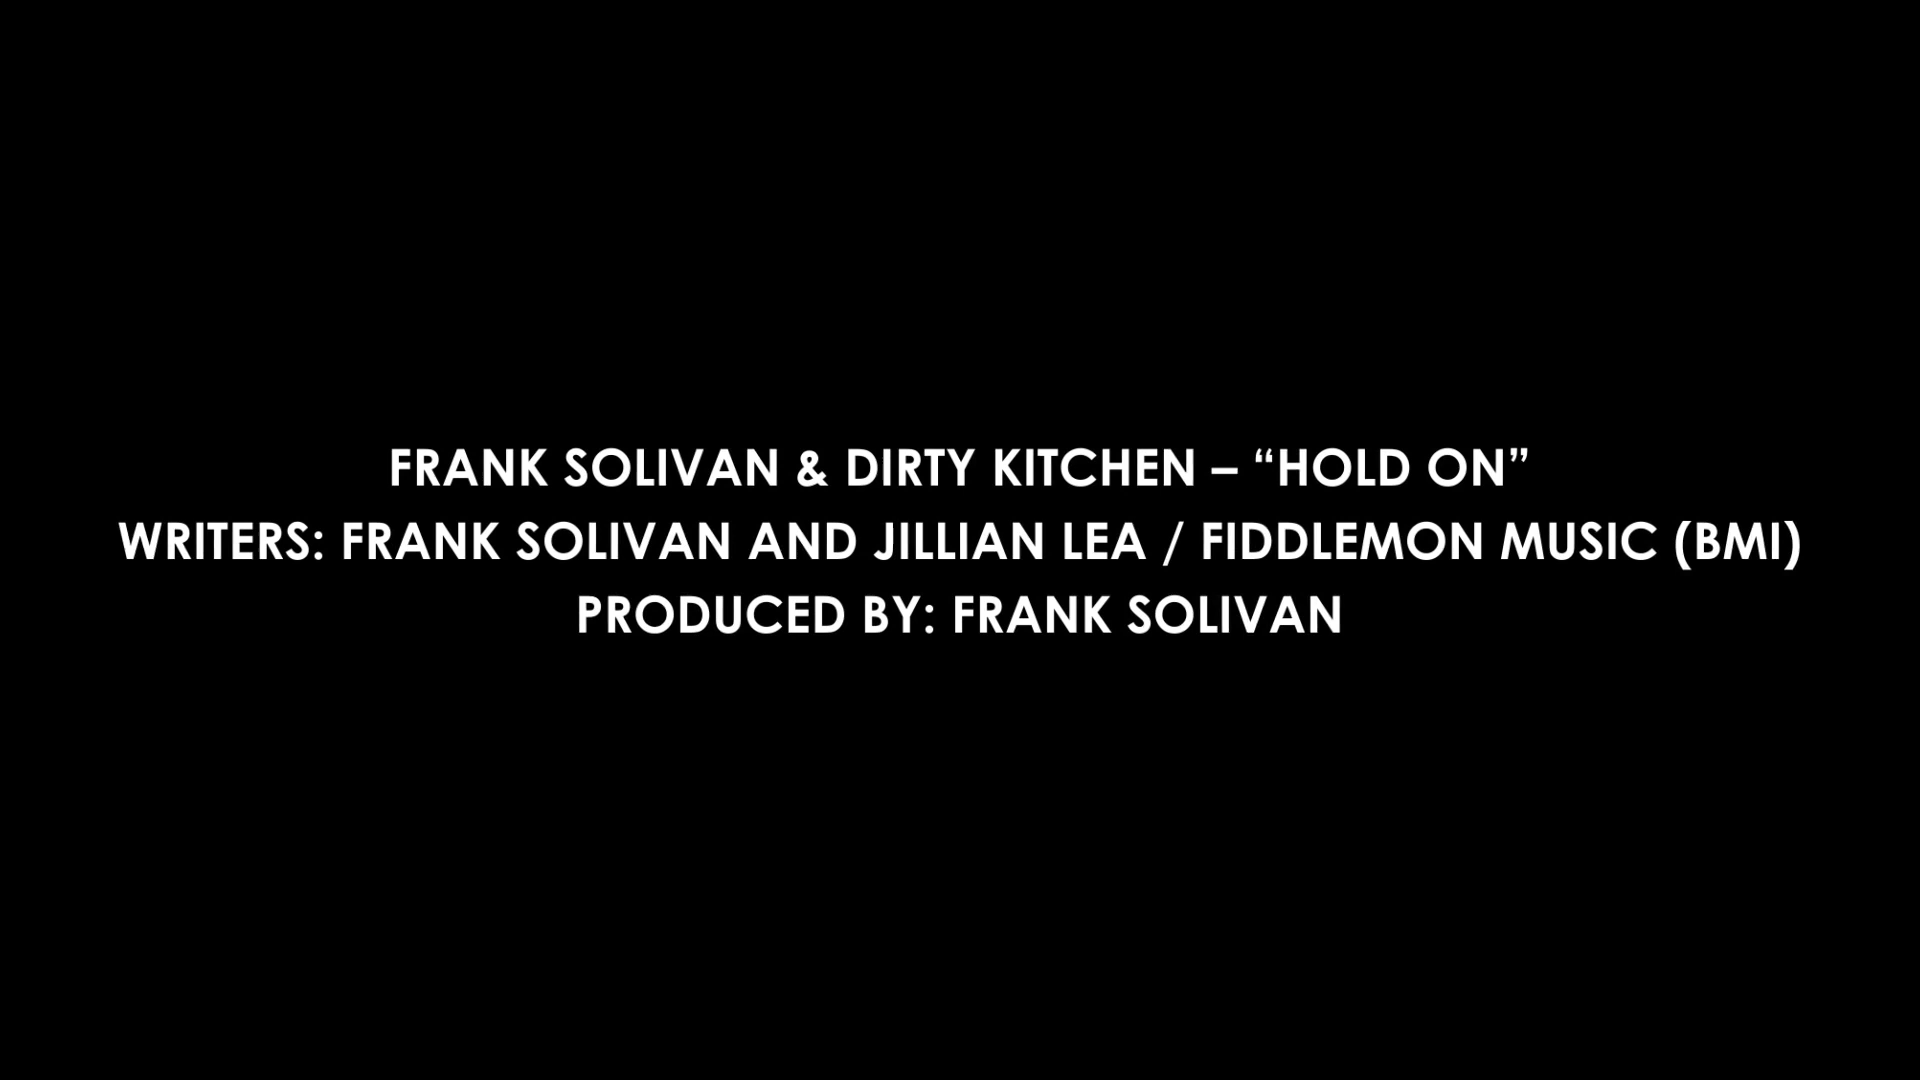 FRANK SOLIVAN & DIRTY KITCHEN – “HOLD ON”
WRITERS: FRANK SOLIVAN AND JILLIAN LEA / FIDDLEMON MUSIC (BMI)
PRODUCED BY: FRANK SOLIVAN